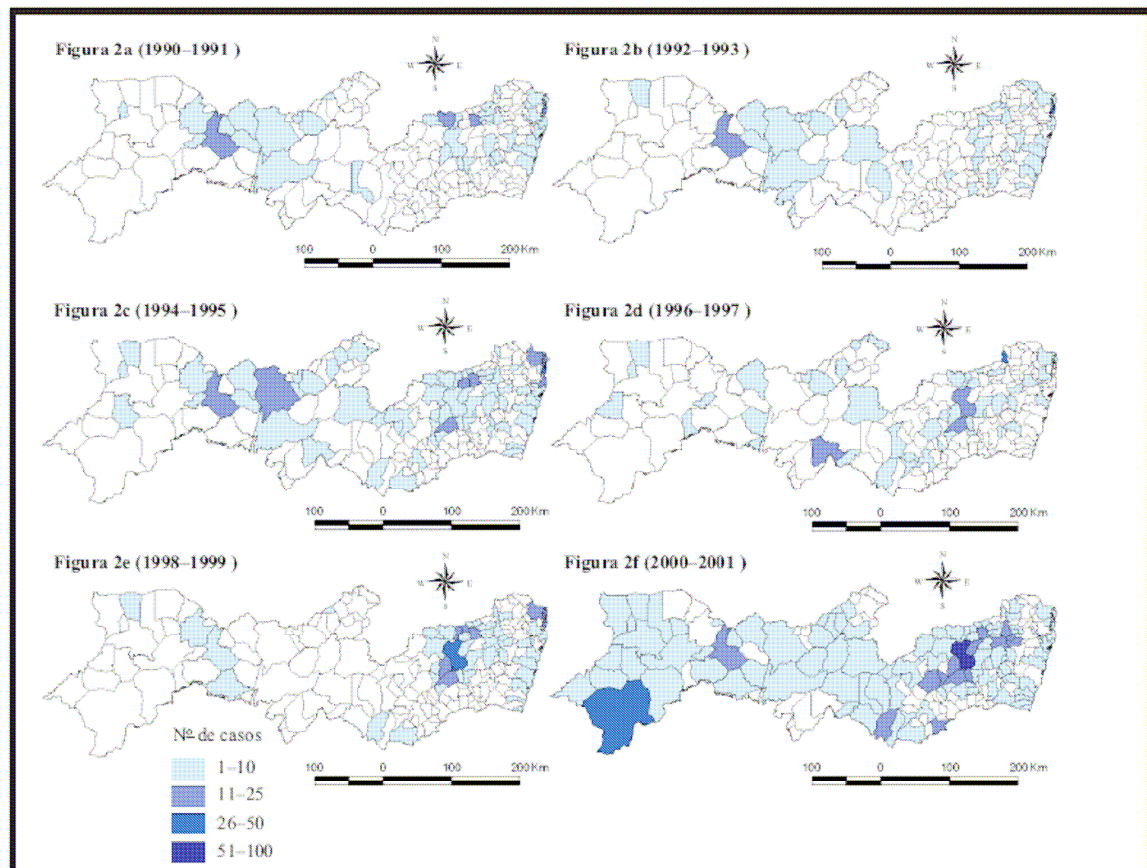 Figura 2a (1990–1991 )
N
W E
S
100 0 100 200 Km
Figura 2b (1992–1993 )
N
W E
S
100 0 100 200 Km
Figura 2c (1994–1995 )
N
W E
S
100 0 100 200 Km
Figura 2d (1996–1997 )
N
W E
S
100 0 100 200 Km
Figura 2e (1998–1999 )
N
W E
S
100 0 100 200 Km
Figura 2f (2000–2001 )
N
W E
S
100 0 100 200 Km
Nº de casos
1–10
11–25
26–50
51–100